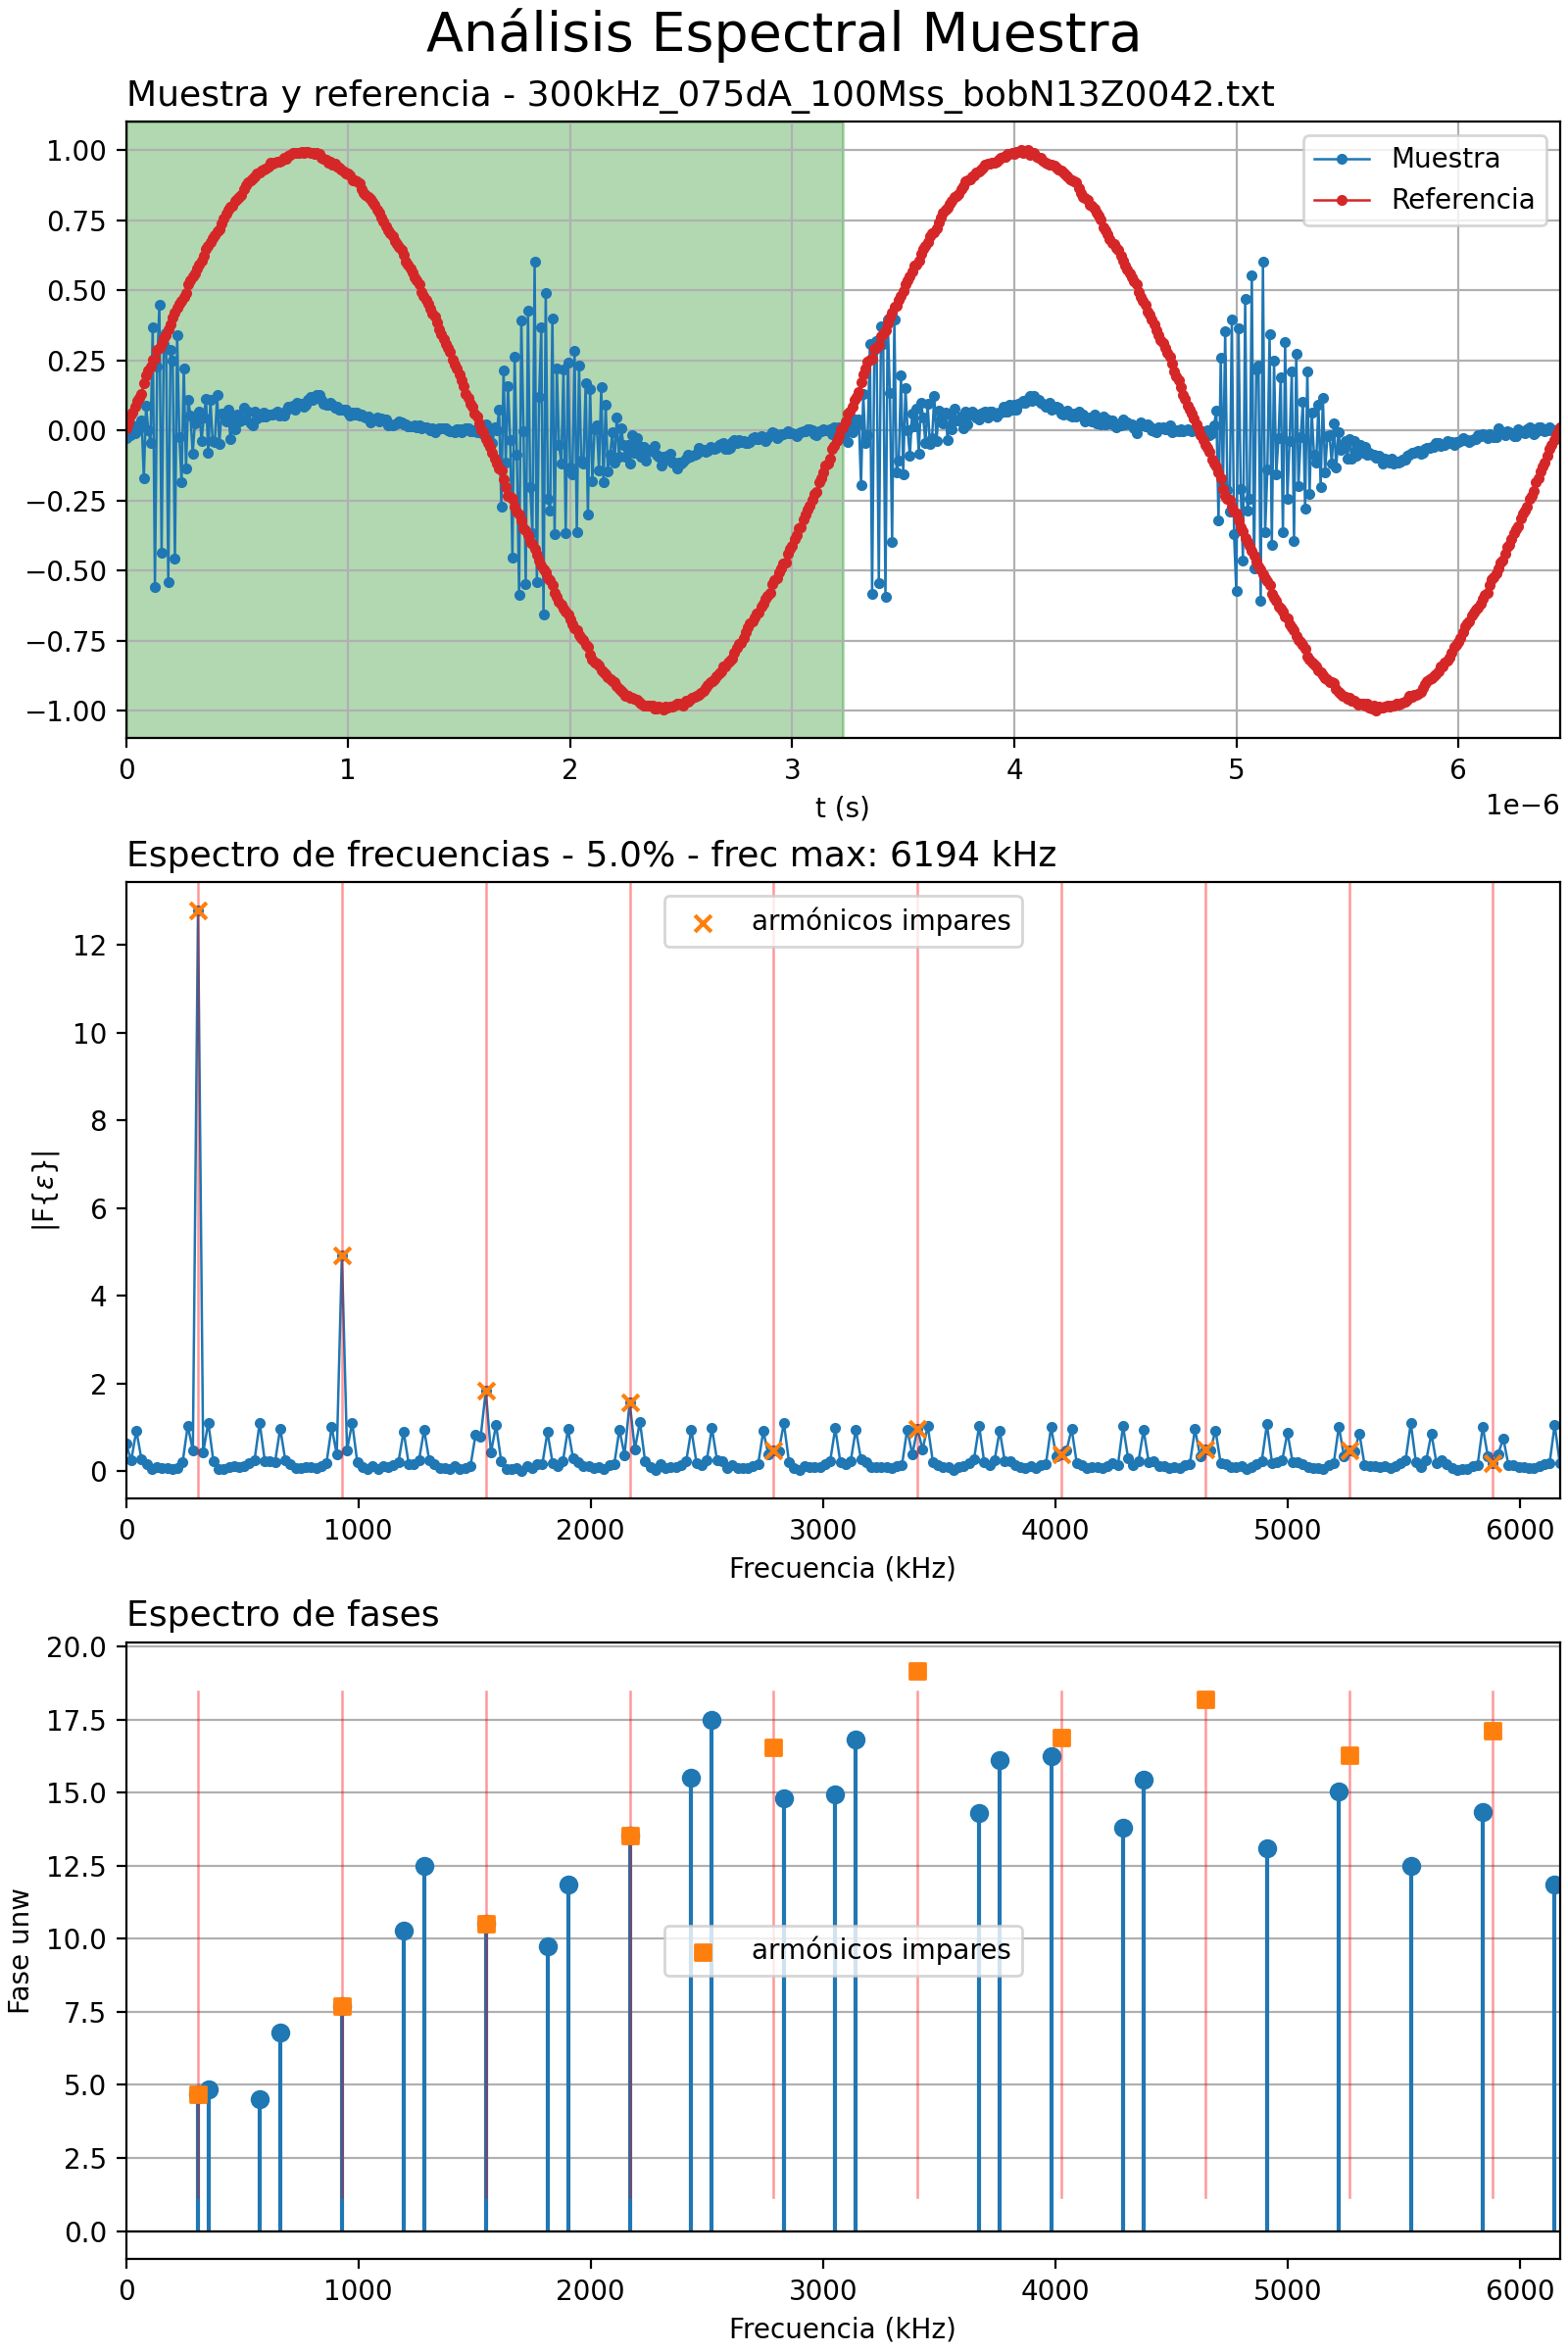 Análisis Espectral Muestra
Muestra y referencia - 300kHz_075dA_100Mss_bobN13Z0042.txt
1.00
0.75
0.50
0.25
0.00
−0.25
−0.50
−0.75
−1.00
Muestra
Referencia
0 1 2 3 4 5 6
1e−6
t (s)
Espectro de frecuencias - 5.0% - frec max: 6194 kHz
|F{ε}|
12
10
8
6
4
2
0
armónicos impares
0 1000 2000 3000 4000 5000 6000
Frecuencia (kHz)
Espectro de fases
Fase unw
20.0
17.5
15.0
12.5
10.0
7.5
5.0
2.5
0.0
armónicos impares
0 1000 2000 3000 4000 5000 6000
Frecuencia (kHz)